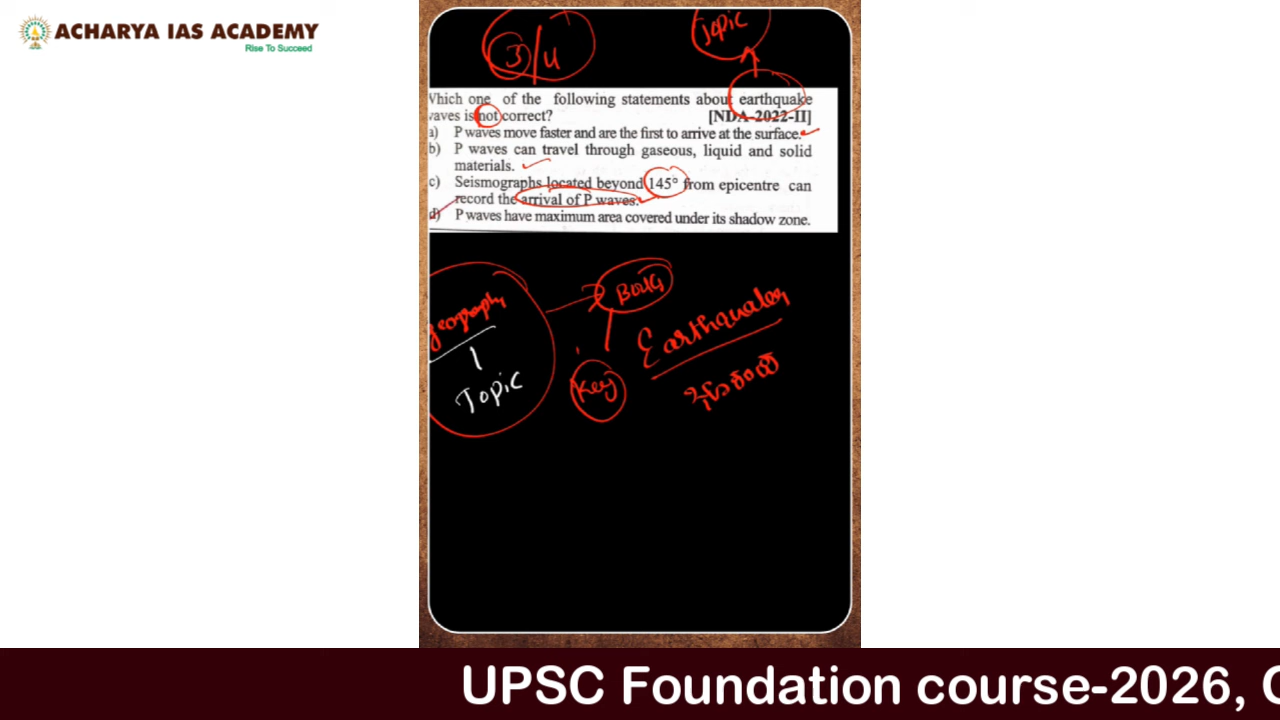 ACHARYA IAS ACADEMY
Rise To Succeed
3/4
Topic
Which one of the following statements about earthquake
waves is not correct? [NDA-2022-II]
a) P waves move faster and are the first to arrive at the surface.
b) P waves can travel through gaseous, liquid and solid
materials.
c) Seismographs located beyond 145° from epicentre can
record the arrival of P waves.
d) P waves have maximum area covered under its shadow zone.
Geography
Topic
Key
UPSC Foundation course-2026, C